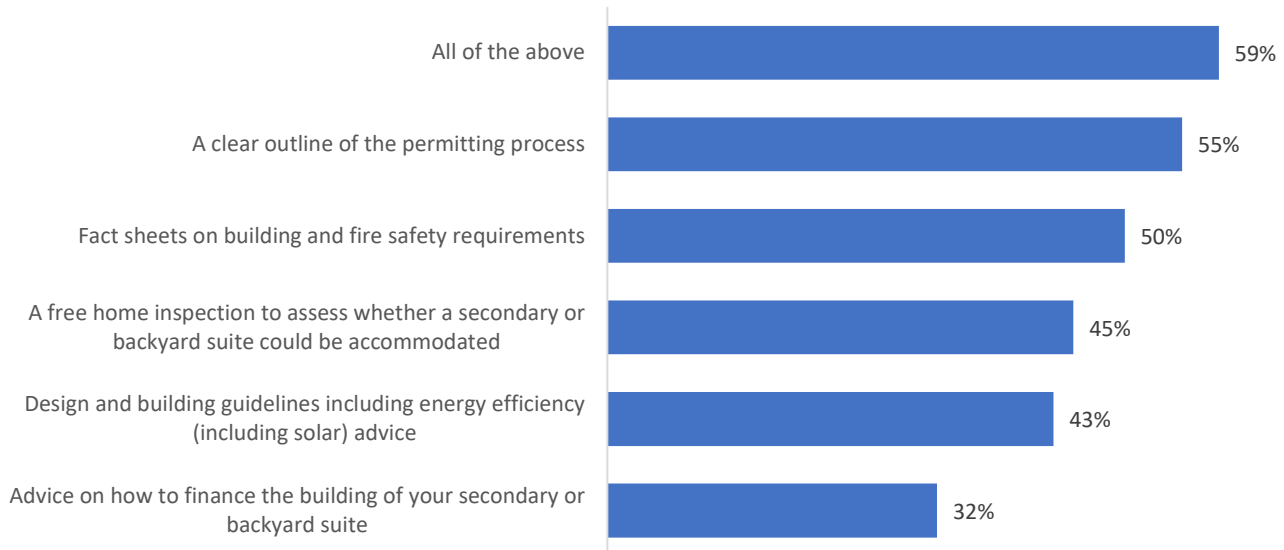 All of the above
59%
A clear outline of the permitting process
55%
Fact sheets on building and fire safety requirements
50%
A free home inspection to assess whether a secondary or
backyard suite could be accommodated
45%
Design and building guidelines including energy efficiency
(including solar) advice
43%
Advice on how to finance the building of your secondary or
backyard suite
32%